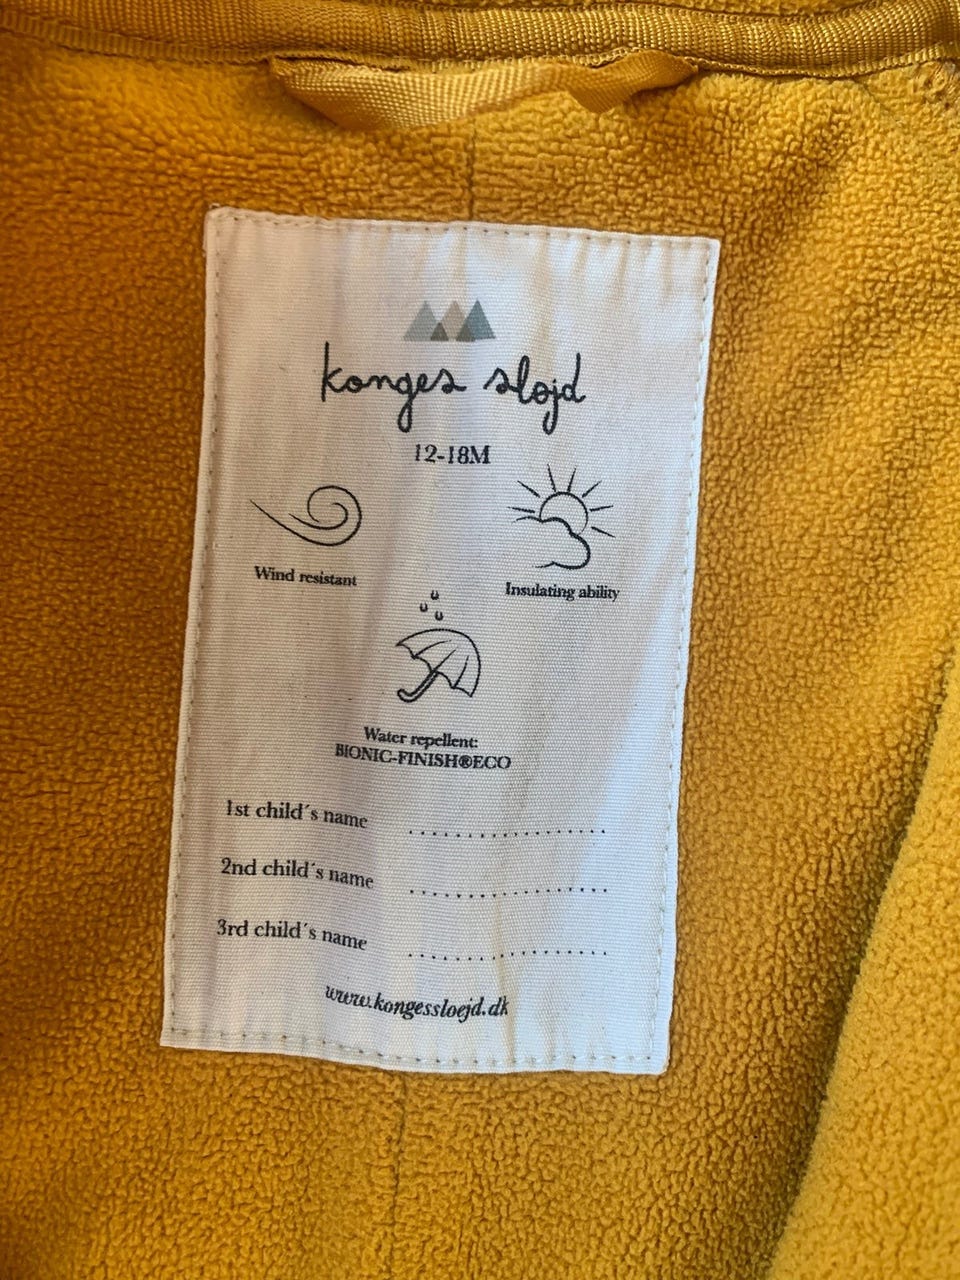 konges sløjd
12-18M
Wind resistant
Insulating ability
Water repellent:
BIONIC-FINISH®ECO
1st child´s name ....................
2nd child´s name ....................
3rd child´s name ....................
www.kongessloejd.dk